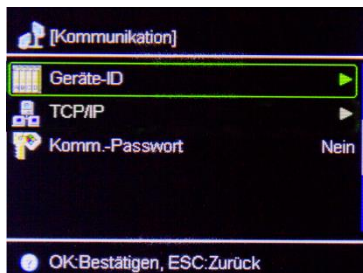 [Kommunikation]
Geräte-ID
TCP/IP
Komm.-Passwort Nein
OK:Bestätigen, ESC:Zurück